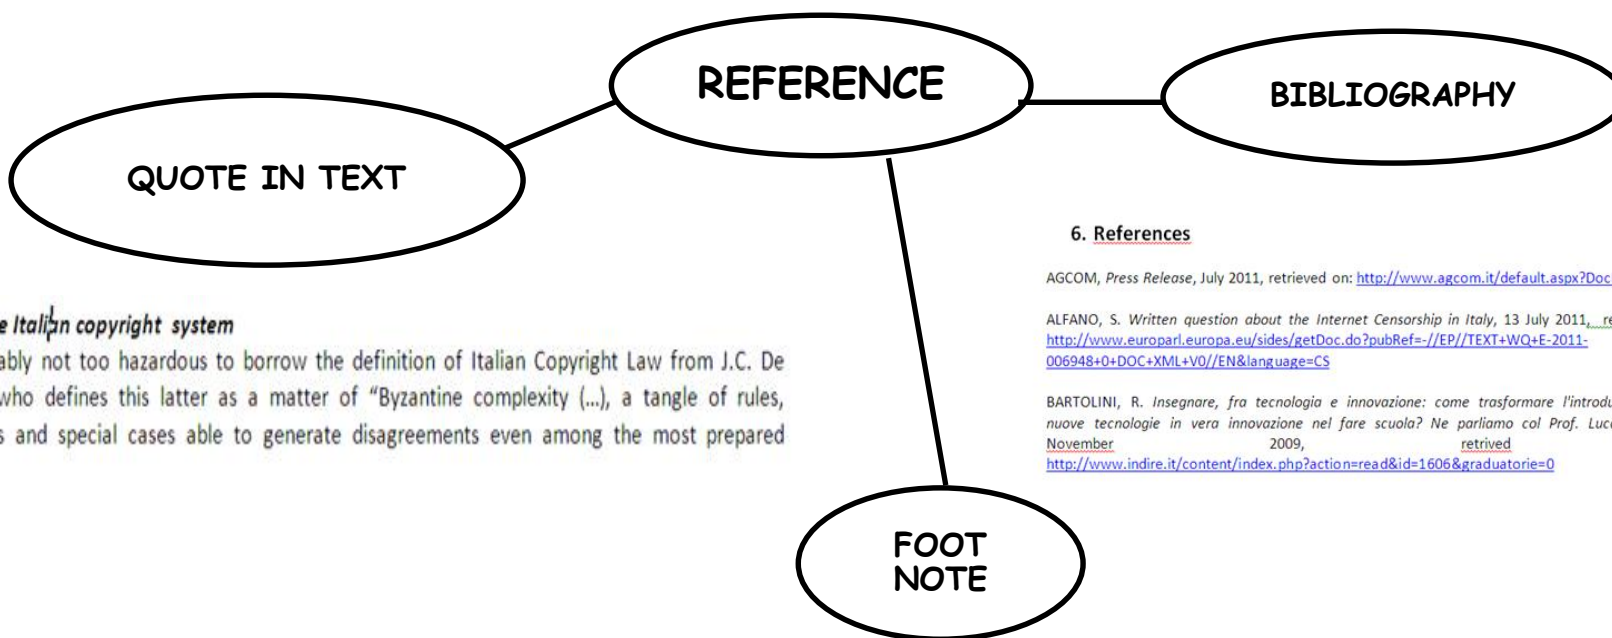 REFERENCE
BIBLIOGRAPHY
QUOTE IN TEXT
e Italian copyright system
ably not too hazardous to borrow the definition of Italian Copyright Law from J.C. De
who defines this latter as a matter of “Byzantine complexity (...), a tangle of rules,
s and special cases able to generate disagreements even among the most prepared
6. References
AGCOM, Press Release, July 2011, retrieved on: http://www.agcom.it/default.aspx?Doc
ALFANO, S. Written question about the Internet Censorship in Italy, 13 July 2011, re
http://www.europarl.europa.eu/sides/getDoc.do?pubRef=-//EP//TEXT+WQ+E-2011-
006948+0+DOC+XML+V0//EN&language=CS
BARTOLINI, R. Insegnare, fra tecnologia e innovazione: come trasformare l'introdu
nuove tecnologie in vera innovazione nel fare scuola? Ne parliamo col Prof. Luca
November 2009, retrived
http://www.indire.it/content/index.php?action=read&id=1606&graduatorie=0
FOOT
NOTE